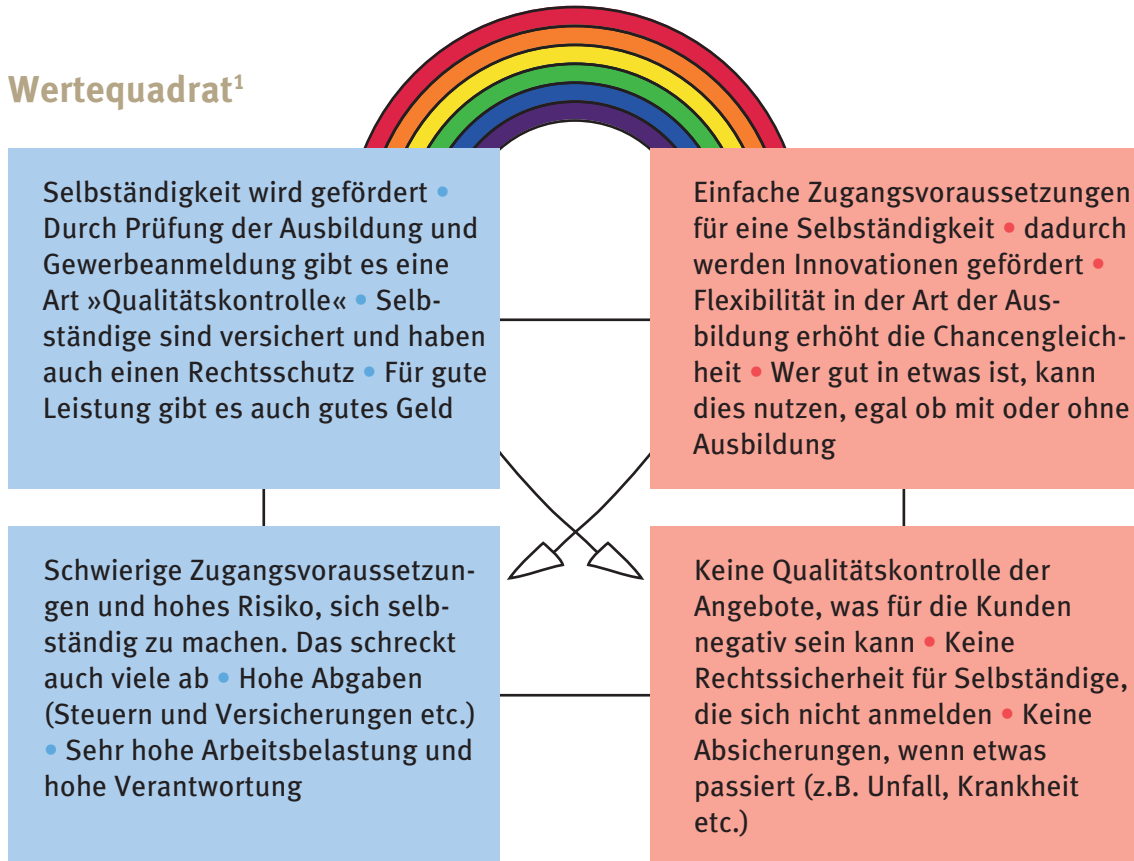 Wertequadrat¹
Selbständigkeit wird gefördert •
Durch Prüfung der Ausbildung und
Gewerbeanmeldung gibt es eine
Art »Qualitätskontrolle« • Selb-
ständige sind versichert und haben
auch einen Rechtsschutz • Für gute
Leistung gibt es auch gutes Geld
Einfache Zugangsvoraussetzungen
für eine Selbständigkeit • dadurch
werden Innovationen gefördert •
Flexibilität in der Art der Aus-
bildung erhöht die Chancengleich-
heit • Wer gut in etwas ist, kann
dies nutzen, egal ob mit oder ohne
Ausbildung
Schwierige Zugangsvoraussetzun-
gen und hohes Risiko, sich selb-
ständig zu machen. Das schreckt
auch viele ab • Hohe Abgaben
(Steuern und Versicherungen etc.)
• Sehr hohe Arbeitsbelastung und
hohe Verantwortung
Keine Qualitätskontrolle der
Angebote, was für die Kunden
negativ sein kann • Keine
Rechtssicherheit für Selbständige,
die sich nicht anmelden • Keine
Absicherungen, wenn etwas
passiert (z.B. Unfall, Krankheit
etc.)